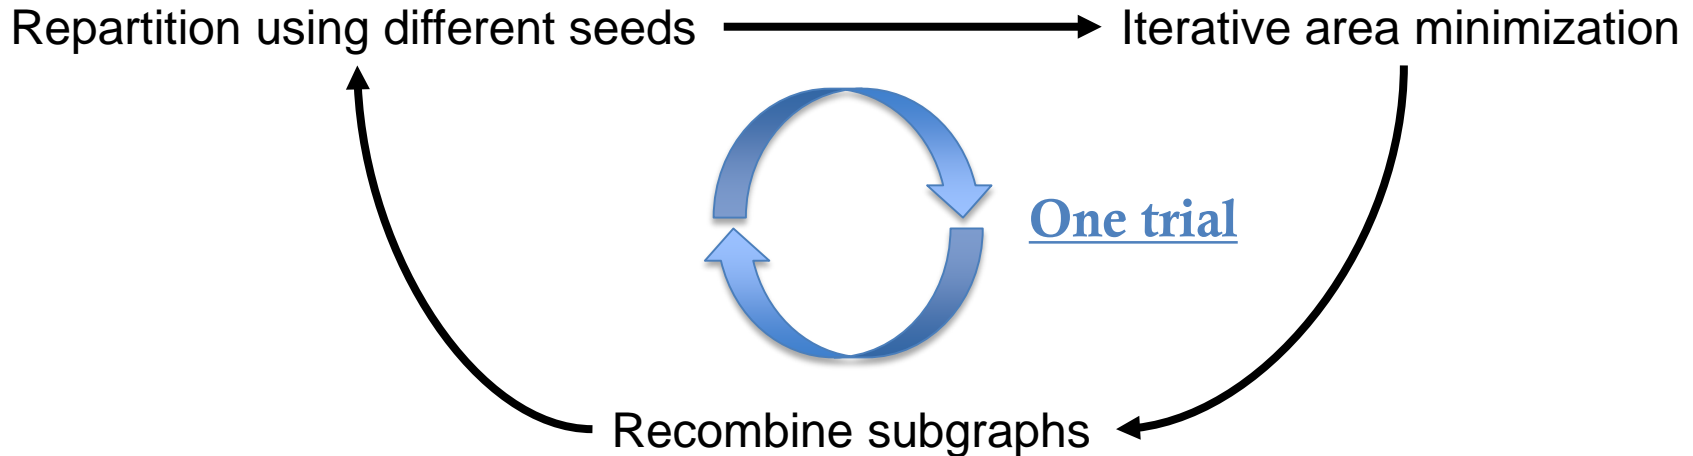 Repartition using different seeds
Iterative area minimization
One trial
Recombine subgraphs